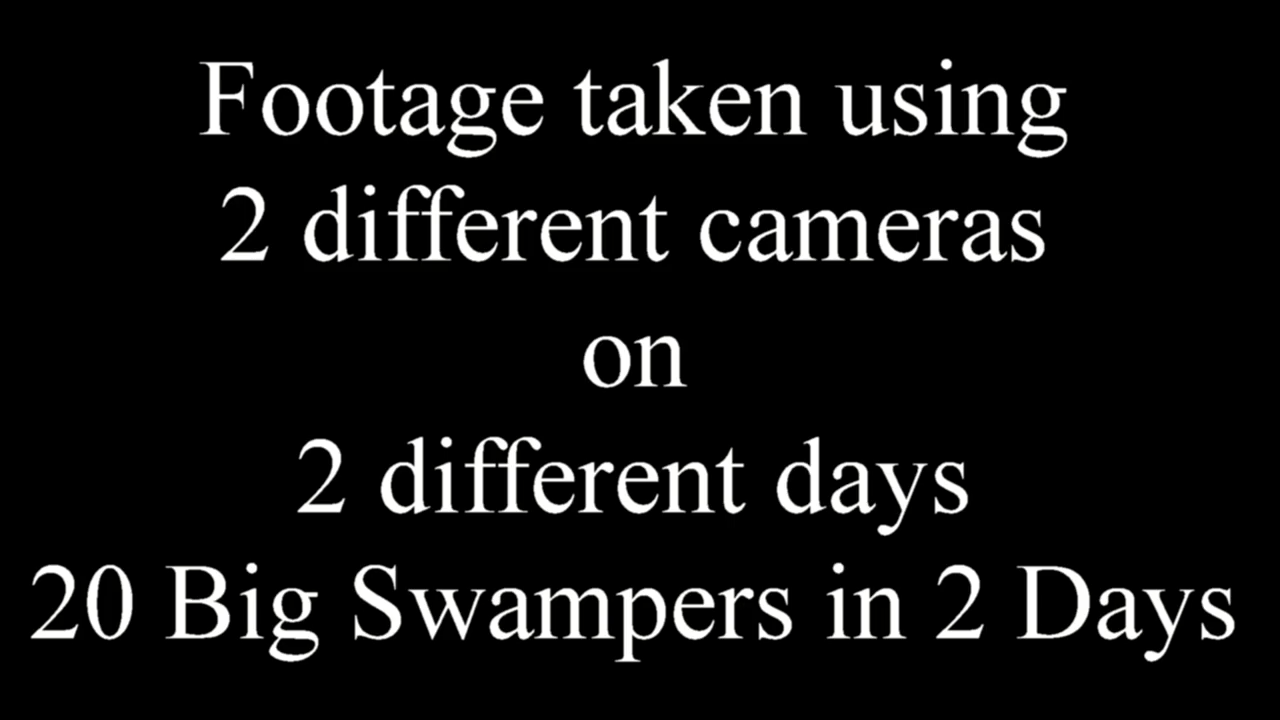 Footage taken using
2 different cameras
on
2 different days
20 Big Swampers in 2 Days